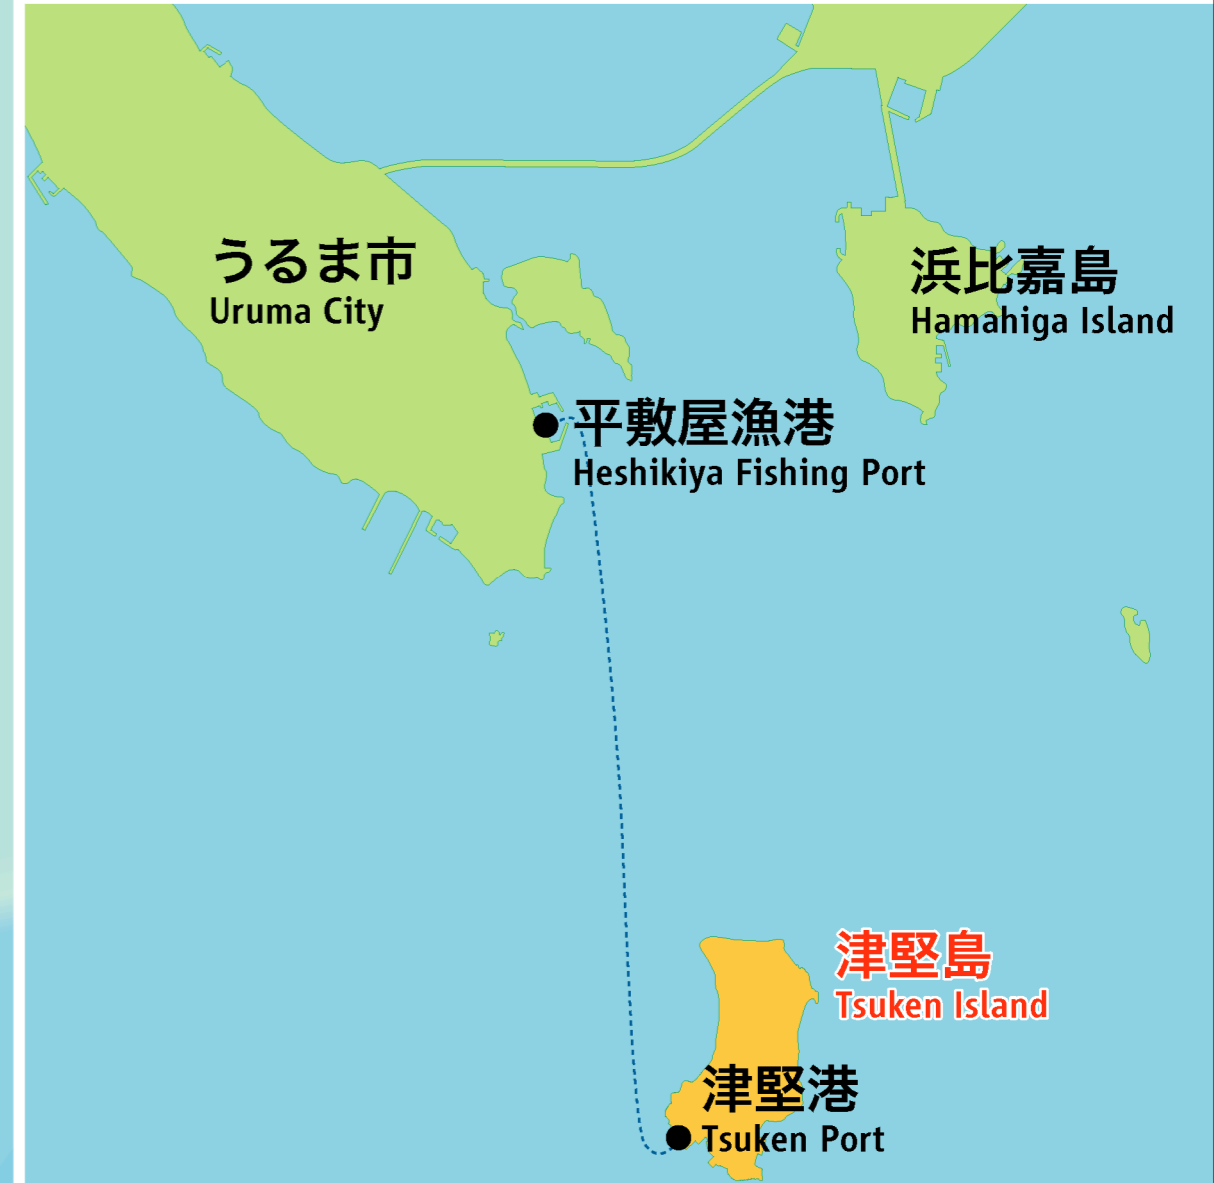 うるま市
Uruma City
浜比嘉島
Hamahiga Island
平敷屋漁港
Heshikiya Fishing Port
津堅島
Tsuken Island
津堅港
Tsuken Port